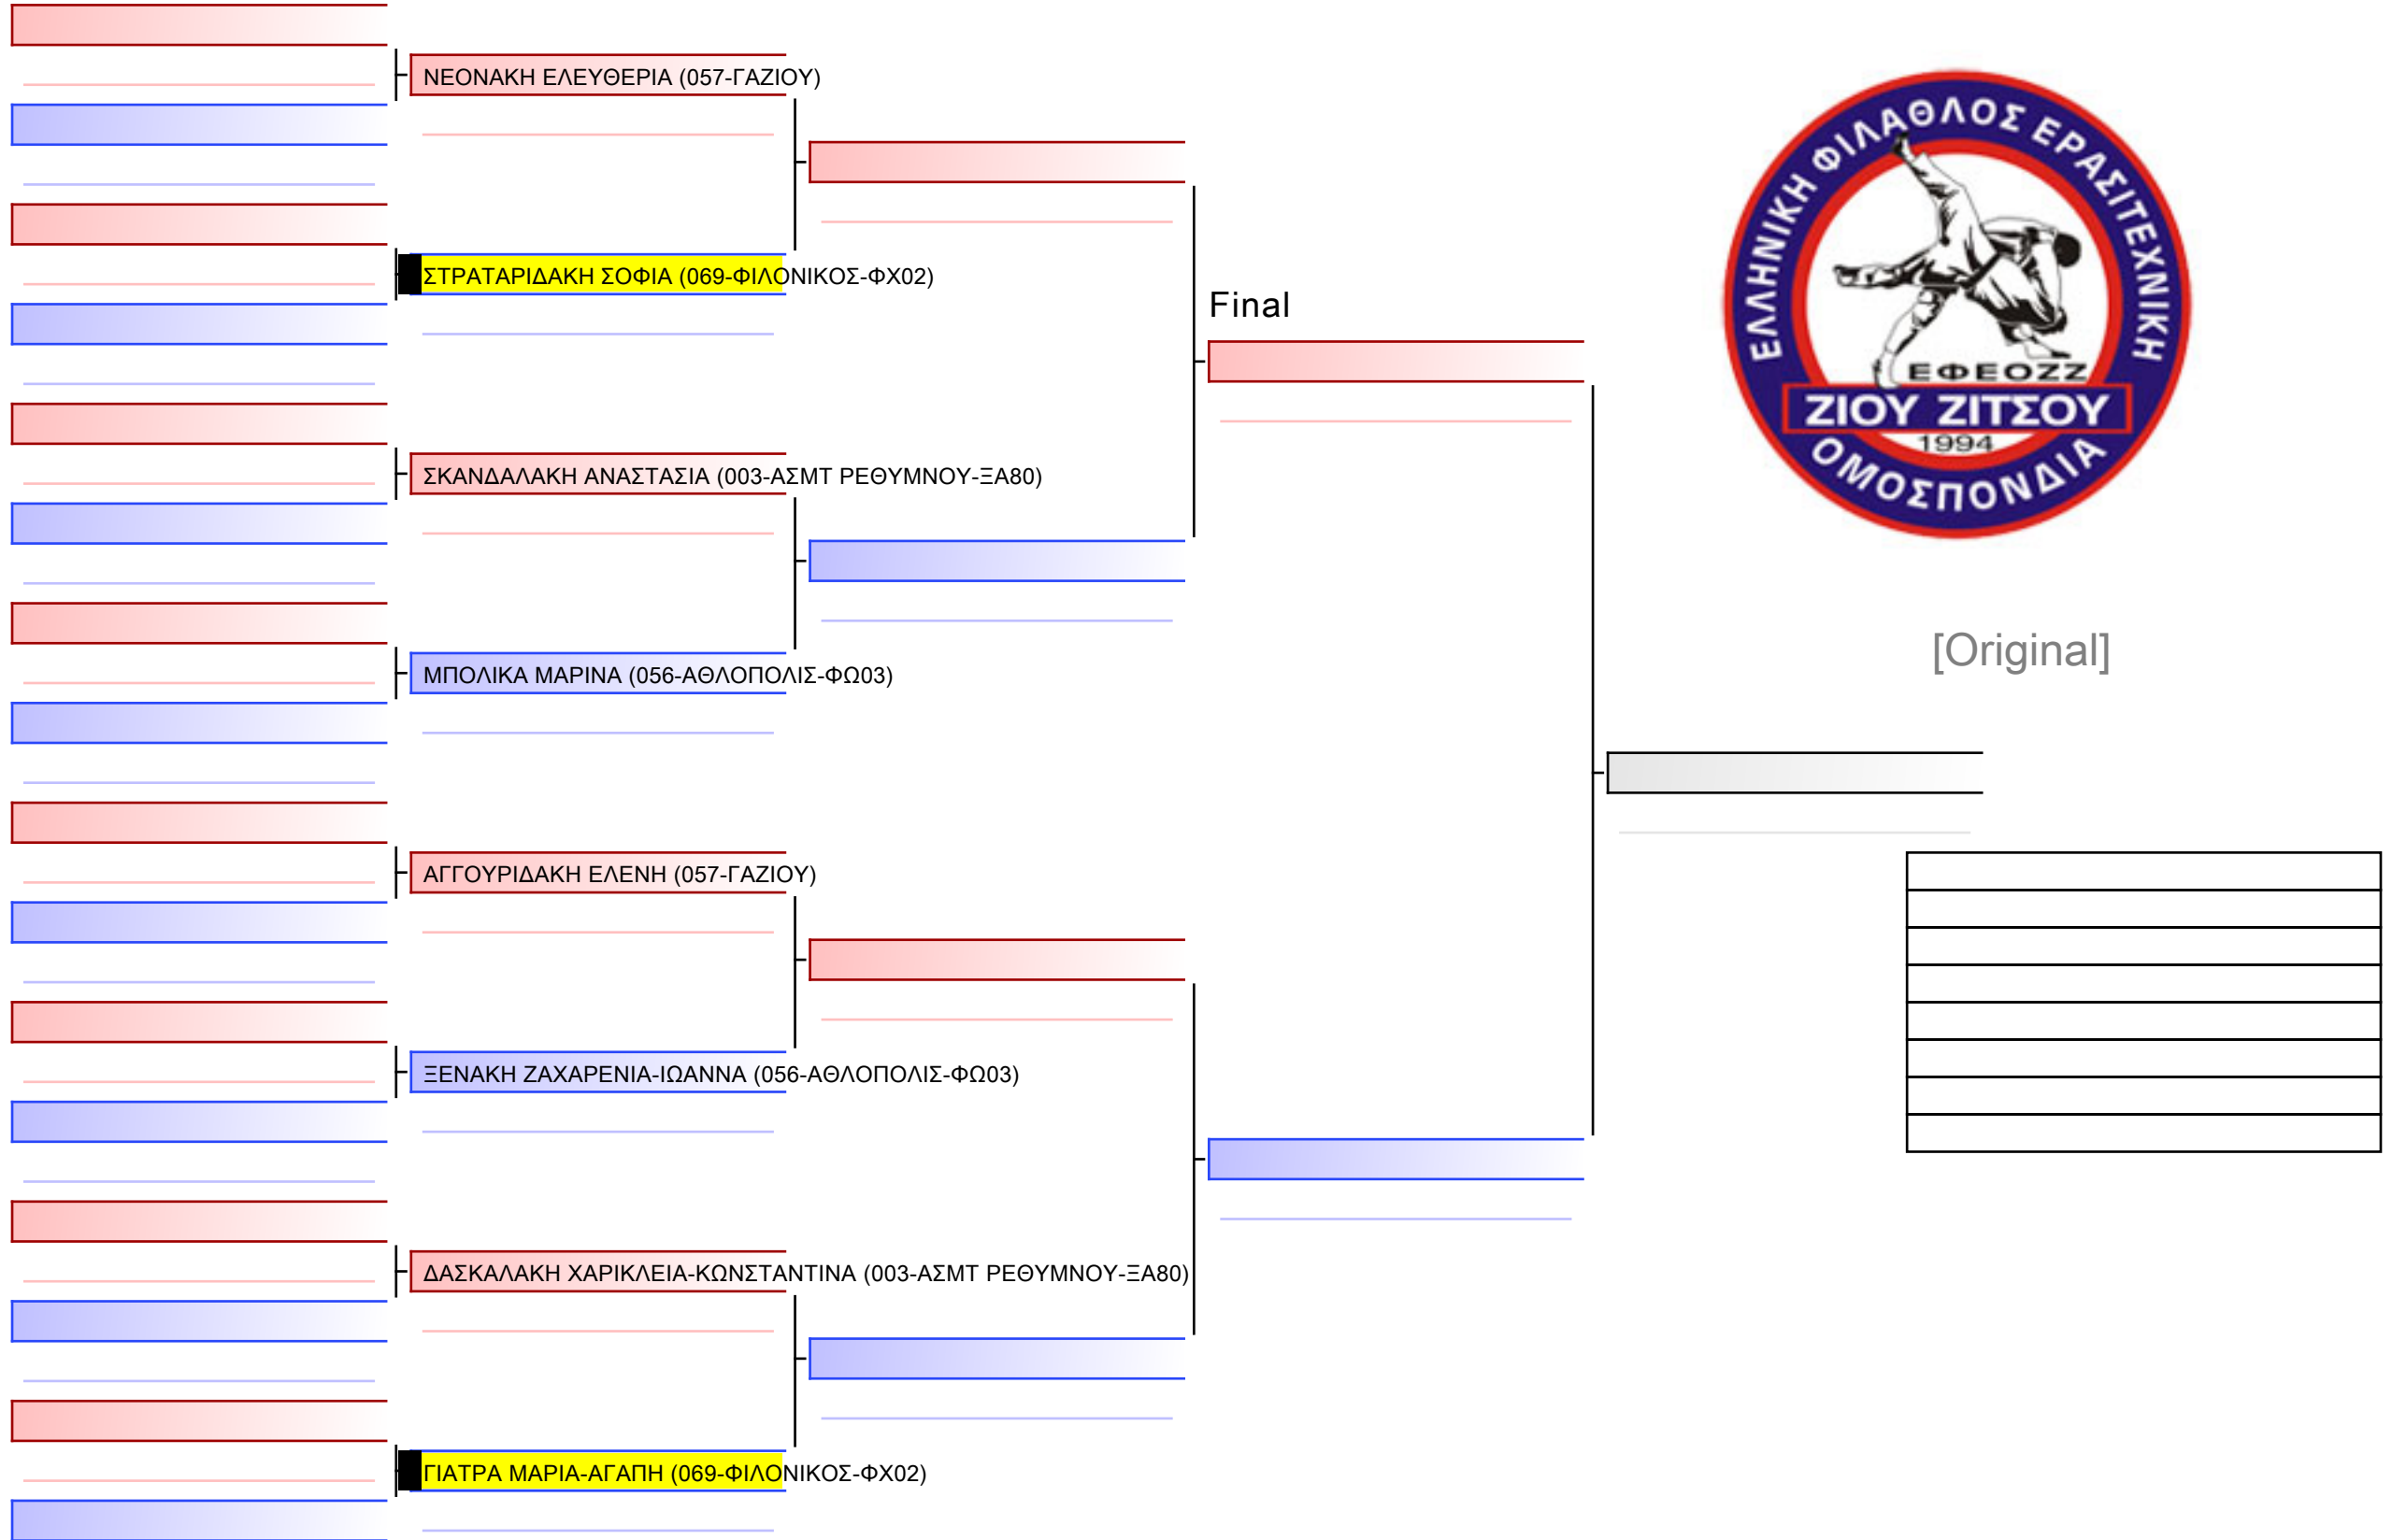 ΝΕΟΝΑΚΗ ΕΛΕΥΘΕΡΙΑ (057-ΓΑΖΙΟΥ)
ΣΤΡΑΤΑΡΙΔΑΚΗ ΣΟΦΙΑ (069-ΦΙΛΟΝΙΚΟΣ-ΦΧ02)
ΣΚΑΝΔΑΛΑΚΗ ΑΝΑΣΤΑΣΙΑ (003-ΑΣΜΤ ΡΕΘΥΜΝΟΥ-ΞΑ80)
ΜΠΟΛΙΚΑ ΜΑΡΙΝΑ (056-ΑΘΛΟΠΟΛΙΣ-ΦΩ03)
ΑΓΓΟΥΡΙΔΑΚΗ ΕΛΕΝΗ (057-ΓΑΖΙΟΥ)
ΞΕΝΑΚΗ ΖΑΧΑΡΕΝΙΑ-ΙΩΑΝΝΑ (056-ΑΘΛΟΠΟΛΙΣ-ΦΩ03)
ΔΑΣΚΑΛΑΚΗ ΧΑΡΙΚΛΕΙΑ-ΚΩΝΣΤΑΝΤΙΝΑ (003-ΑΣΜΤ ΡΕΘΥΜΝΟΥ-ΞΑ80)
ΓΙΑΤΡΑ ΜΑΡΙΑ-ΑΓΑΠΗ (069-ΦΙΛΟΝΙΚΟΣ-ΦΧ02)
Final
ΕΛΛΗΝΙΚΗ ΦΙΛΑΘΛΟΣ ΕΡΑΣΙΤΕΧΝΙΚΗ
ΕΦΕΟΖΖ
ΖΙΟΥ ΖΙΤΣΟΥ
1994
ΟΜΟΣΠΟΝΔΙΑ
[Original]